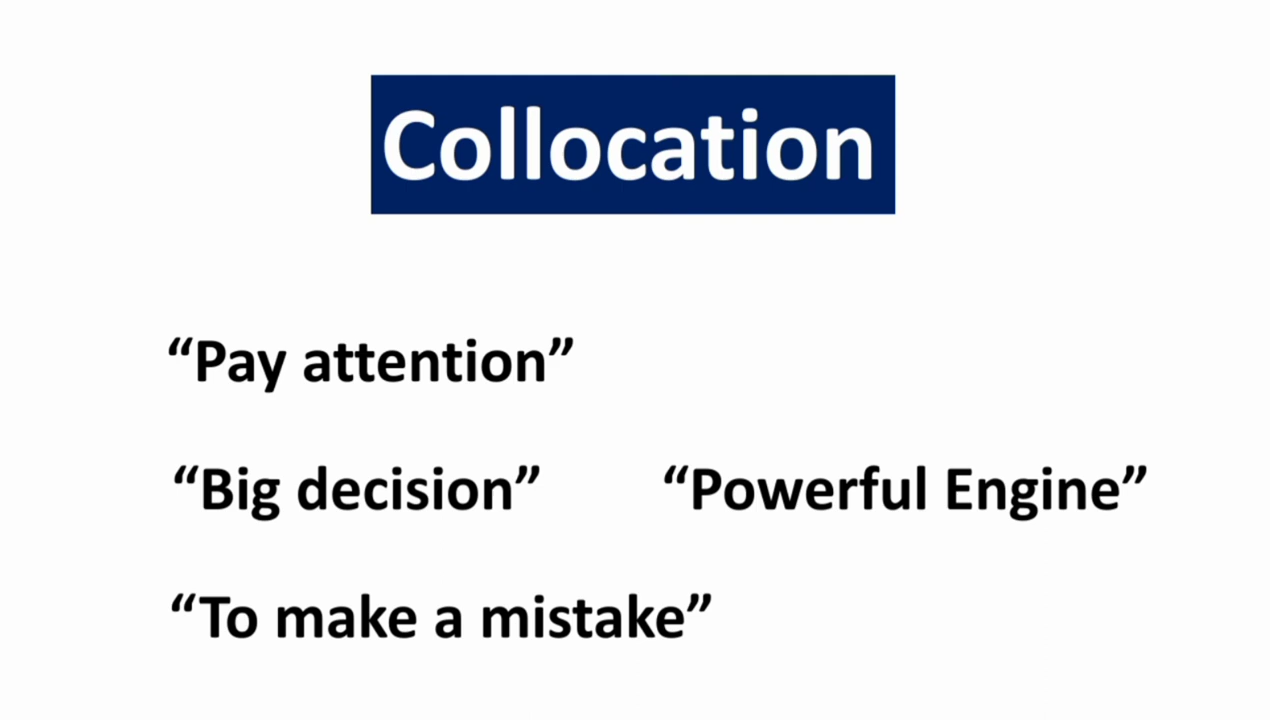 Collocation
“Pay attention”
“Big decision” “Powerful Engine”
“To make a mistake”